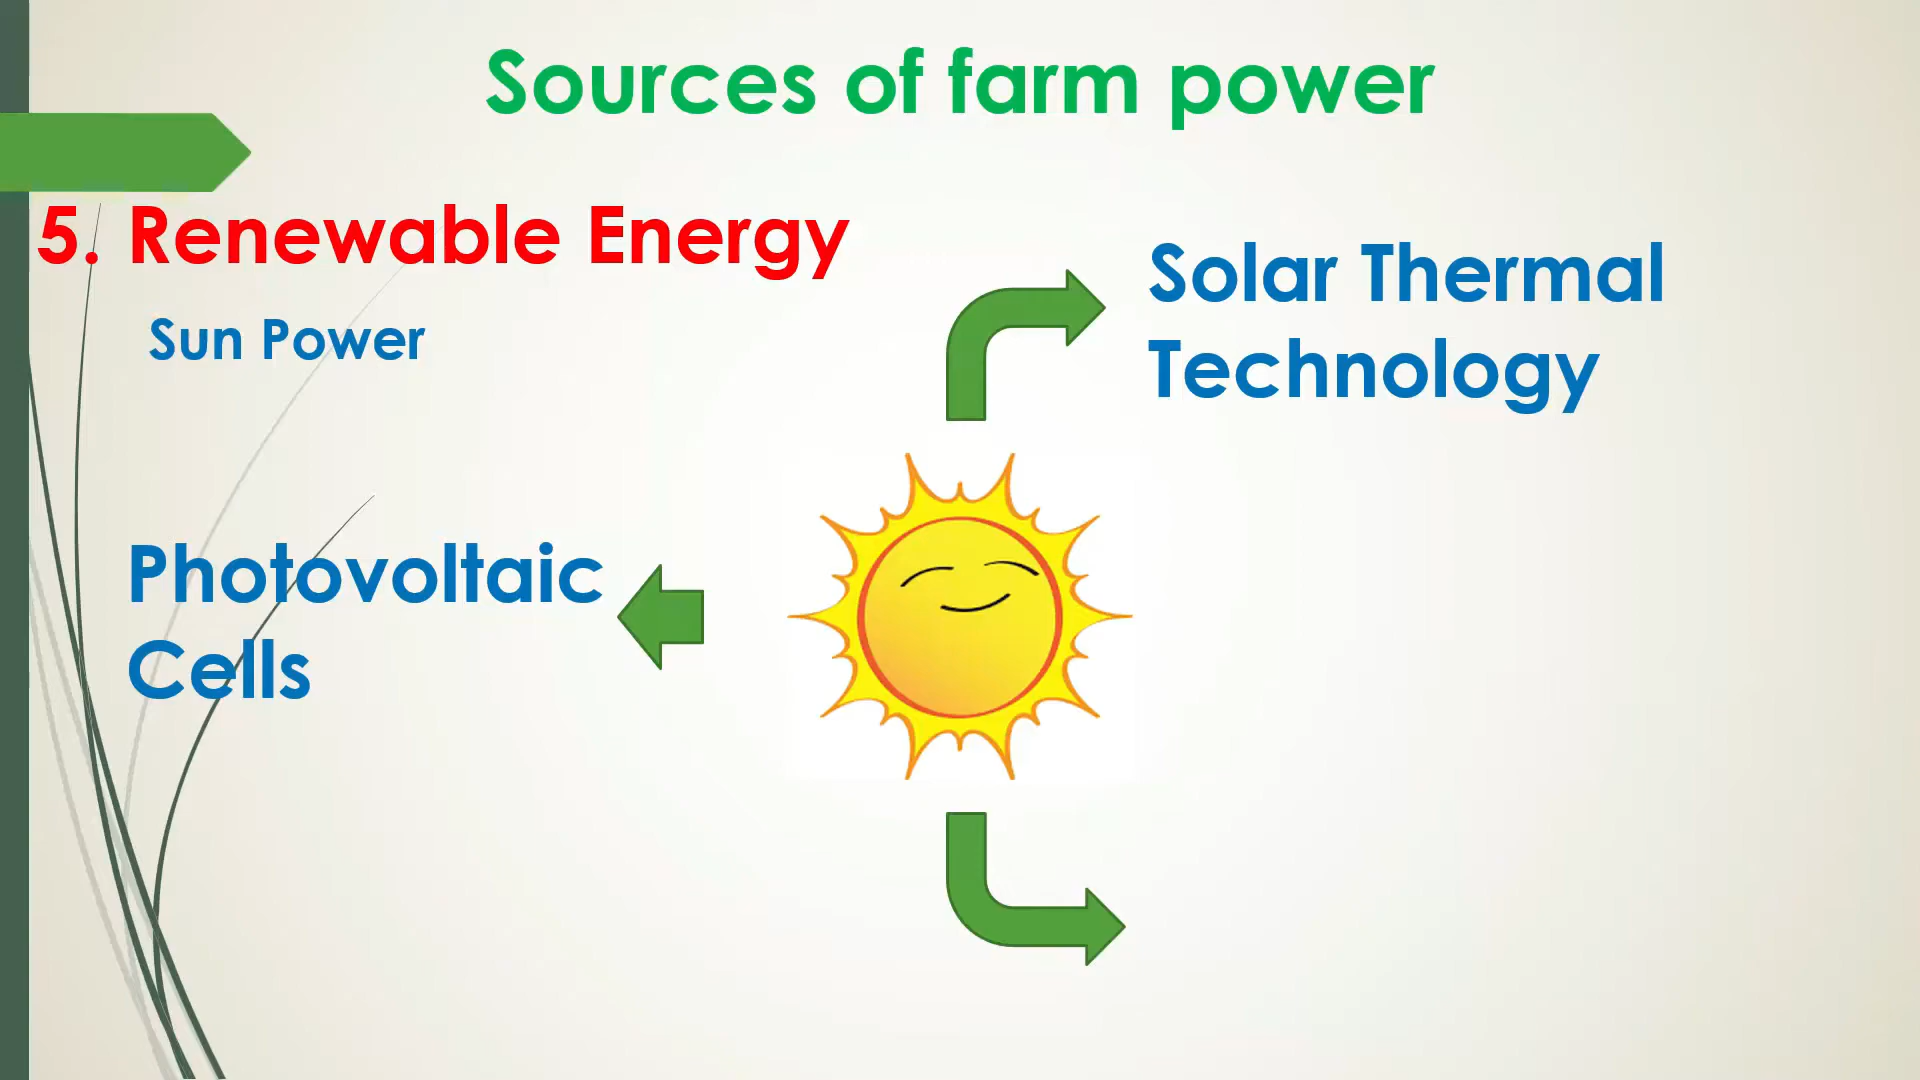 Sources of farm power
5. Renewable Energy
Sun Power
Solar Thermal
Technology
Photovoltaic
Cells